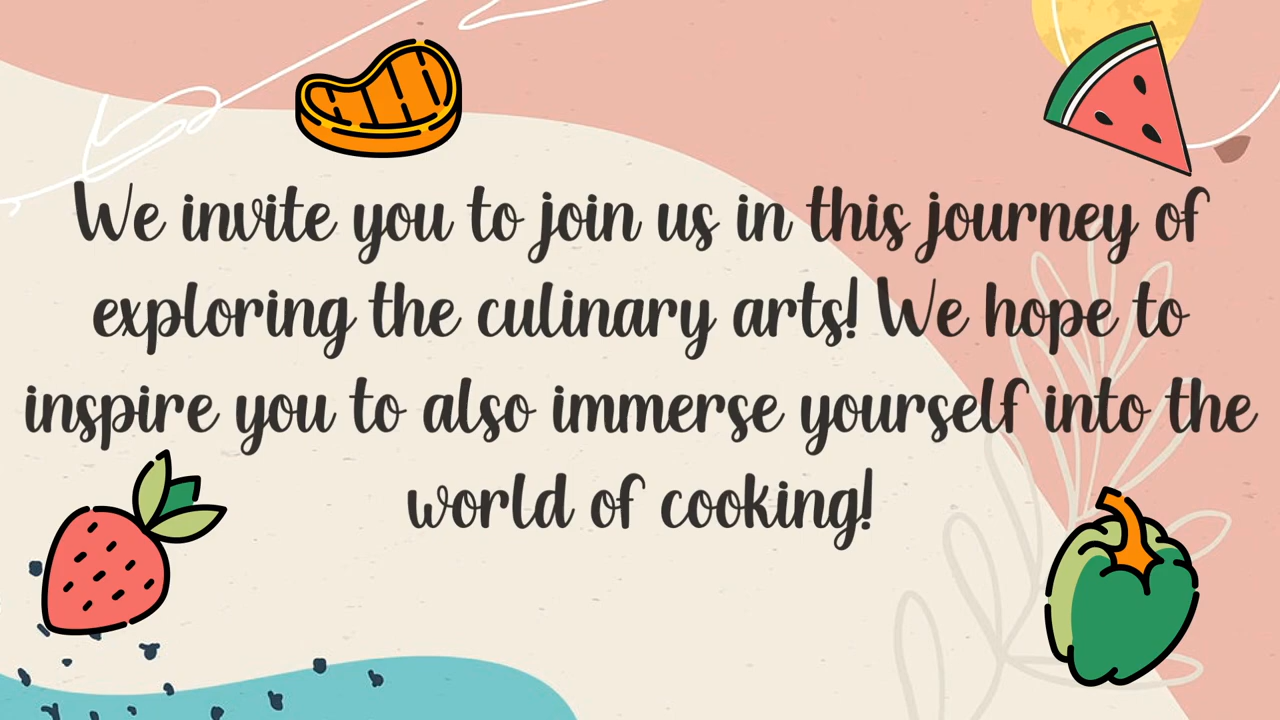 We invite you to join us in this journey of
exploring the culinary arts! We hope to
inspire you to also immerse yourself into the
world of cooking!